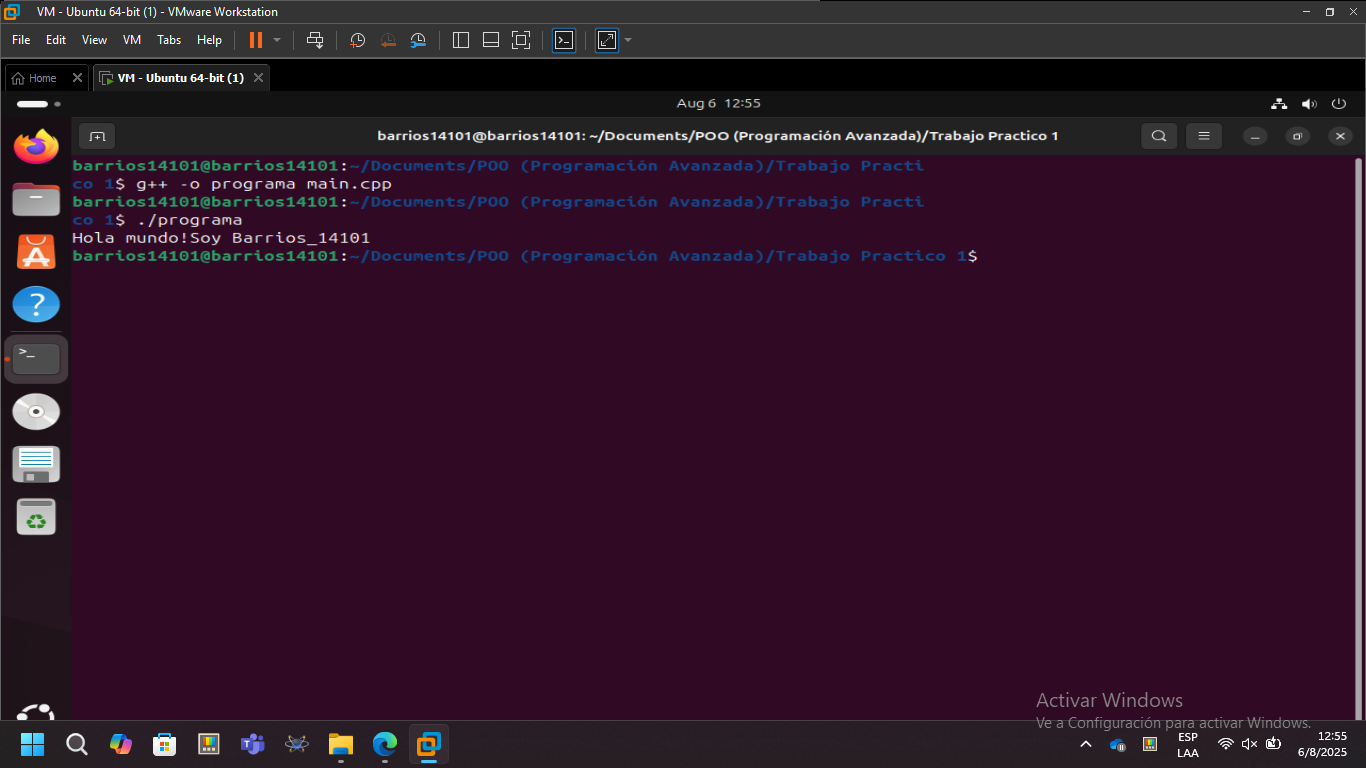 VM - Ubuntu 64-bit (1) - VMware Workstation
File Edit View VM Tabs Help
Home
VM - Ubuntu 64-bit (1)
Aug 6 12:55
barrios14101@barrios14101: ~/Documents/POO (Programación Avanzada)/Trabajo Practico 1
barrios14101@barrios14101:~/Documents/POO (Programación Avanzada)/Trabajo Practi
co 1$ g++ -o programa main.cpp
barrios14101@barrios14101:~/Documents/POO (Programación Avanzada)/Trabajo Practi
co 1$ ./programa
Hola mundo!Soy Barrios_14101
barrios14101@barrios14101:~/Documents/POO (Programación Avanzada)/Trabajo Practico 1$
Activar Windows
Ve a Configuración para activar Windows.
ESP
LAA
12:55
6/8/2025